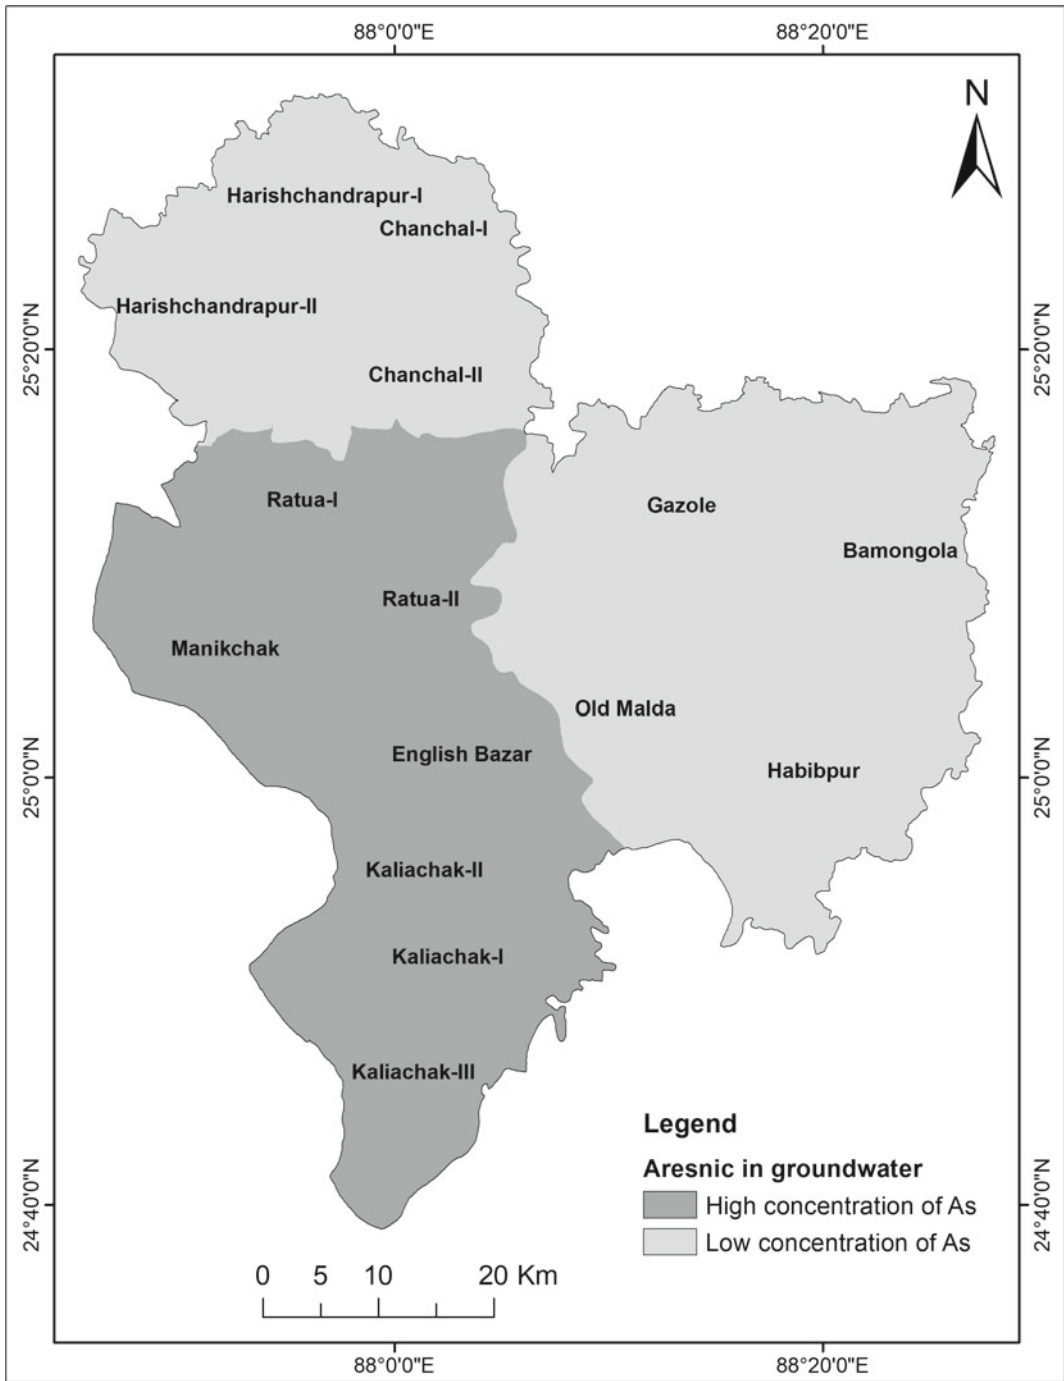 88°0'0"E 88°20'0"E
N
Harishchandrapur-I
Chanchal-I
Harishchandrapur-II
25°20'0"N
25°20'0"N
Chanchal-II
Ratua-I
Gazole
Bamongola
Ratua-II
Manikchak
Old Malda
English Bazar
Habibpur
25°0'0"N
25°0'0"N
Kaliachak-II
Kaliachak-I
Kaliachak-III
Legend
Aresnic in groundwater
High concentration of As
Low concentration of As
24°40'0"N
24°40'0"N
0 5 10 20 Km
88°0'0"E 88°20'0"E